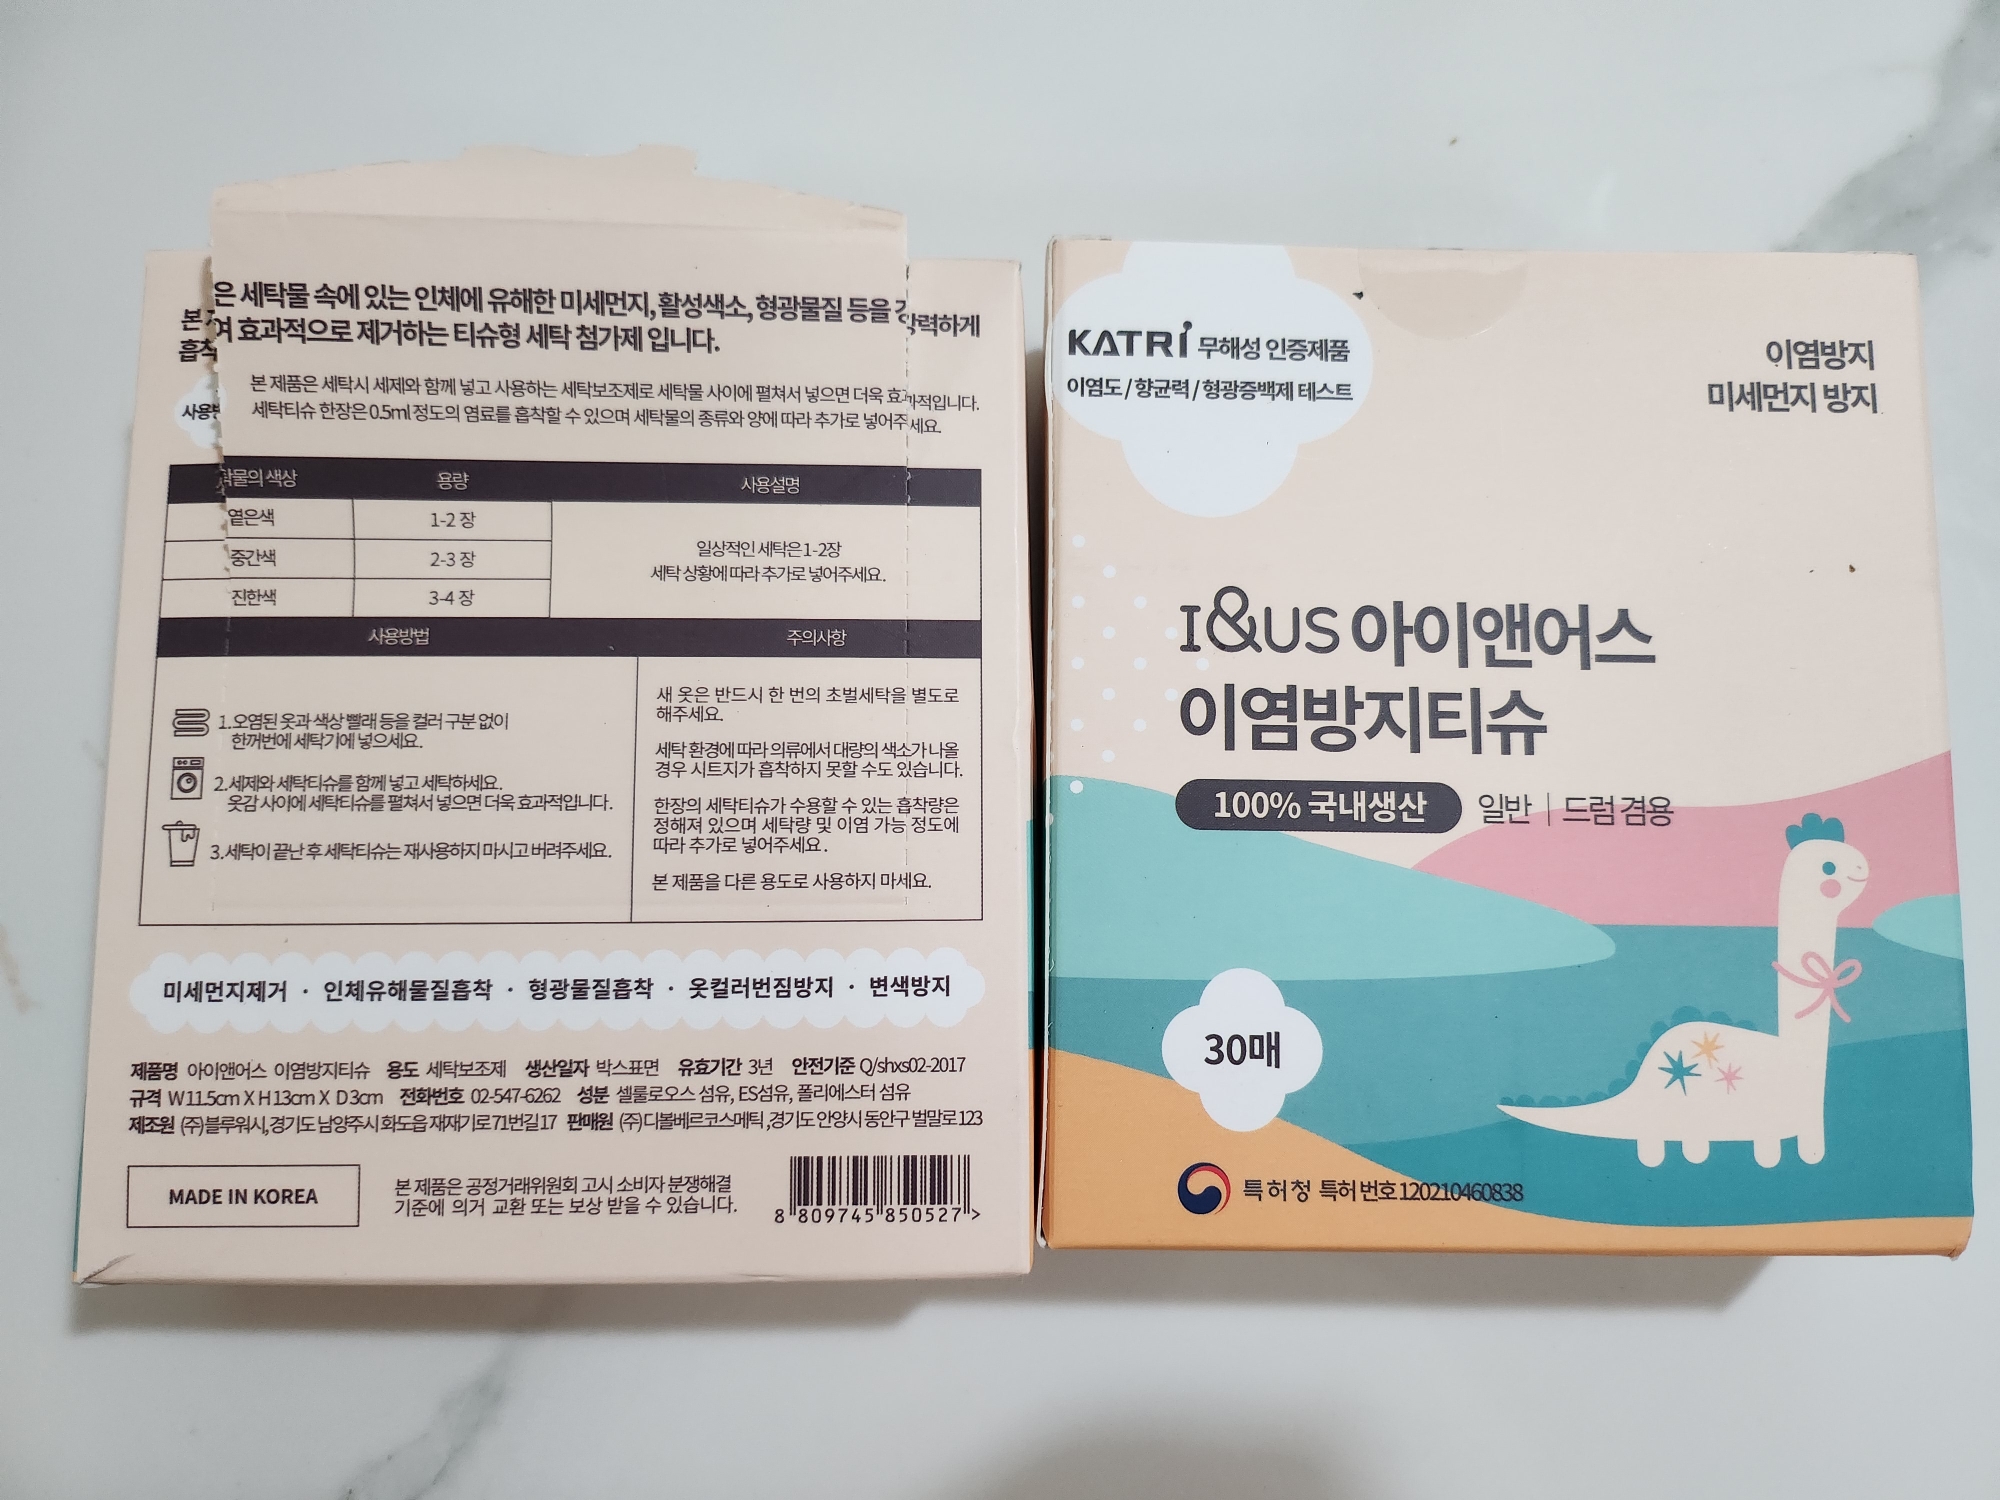 본 제은 세탁물 속에 있는 인체에 유해한 미세먼지, 활성색소, 형광물질 등을 강력하게
흡착여 효과적으로 제거하는 티슈형 세탁 첨가제 입니다.
본 제품은 세탁시 세제와 함께 넣고 사용하는 세탁보조제로 세탁물 사이에 펼쳐서 넣으면 더욱 효과적입니다.
세탁티슈 한장은 0.5ml 정도의 염료를 흡착할 수 있으며 세탁물의 종류와 양에 따라 추가로 넣어주세요.
탁물의 색상 용량 사용설명
옅은색 1-2 장
중간색 2-3 장
진한색 3-4 장
일상적인 세탁은 1-2장
세탁 상황에 따라 추가로 넣어주세요.
사용방법 주의사항
1.오염된 옷과 색상 빨래 등을 컬러 구분 없이
한꺼번에 세탁기에 넣으세요.
2.세제와 세탁티슈를 함께 넣고 세탁하세요.
옷감 사이에 세탁티슈를 펼쳐서 넣으면 더욱 효과적입니다.
3.세탁이 끝난 후 세탁티슈는 재사용하지 마시고 버려주세요.
새 옷은 반드시 한 번의 초벌세탁을 별도로
해주세요.
세탁 환경에 따라 의류에서 대량의 색소가 나올
경우 시트지가 흡착하지 못할 수도 있습니다.
한장의 세탁티슈가 수용할 수 있는 흡착량은
정해져 있으며 세탁량 및 이염 가능 정도에
따라 추가로 넣어주세요.
본 제품을 다른 용도로 사용하지 마세요.
미세먼지제거 · 인체유해물질흡착 · 형광물질흡착 · 옷컬러번짐방지 · 변색방지
제품명 아이앤어스 이염방지티슈 용도 세탁보조제 생산일자 박스표면 유효기간 3년 안전기준 Q/shxs02-2017
규격 W11.5cm X H13cm X D3cm 전화번호 02-547-6262 성분 셀룰로오스 섬유, ES섬유, 폴리에스터 섬유
제조원 (주)블루워시,경기도 남양주시 화도읍 재재기로71번길17 판매원 (주)디볼베르코스메틱,경기도 안양시 동안구 벌말로123
MADE IN KOREA
본 제품은 공정거래위원회 고시 소비자 분쟁해결
기준에 의거 교환 또는 보상 받을 수 있습니다.
8 809745 850527 >
KATRi 무해성 인증제품
이염도 / 향균력 / 형광증백제 테스트
이염방지
미세먼지 방지
I&US 아이앤어스
이염방지티슈
100% 국내생산 일반 | 드럼 겸용
30매
특허청 특허번호120210460838